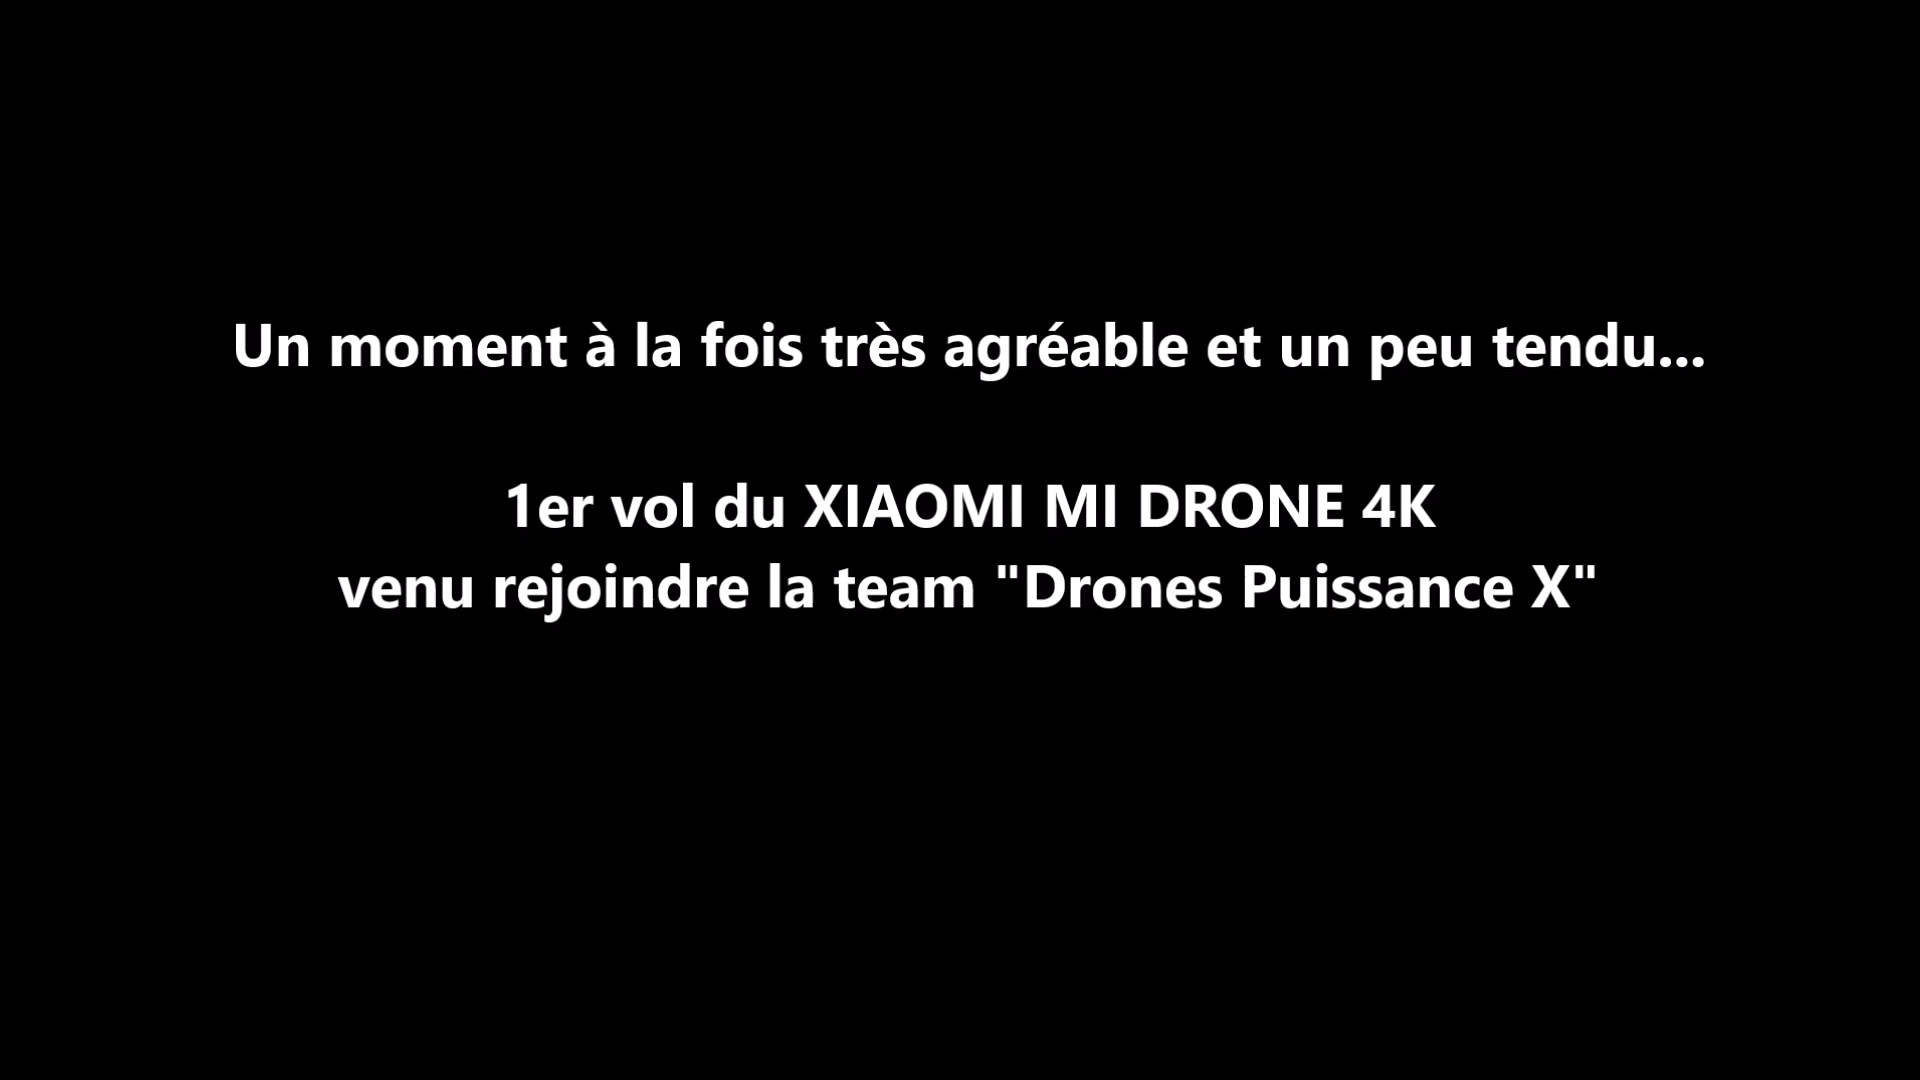 Un moment à la fois très agréable et un peu tendu...
1er vol du XIAOMI MI DRONE 4K
venu rejoindre la team "Drones Puissance X"